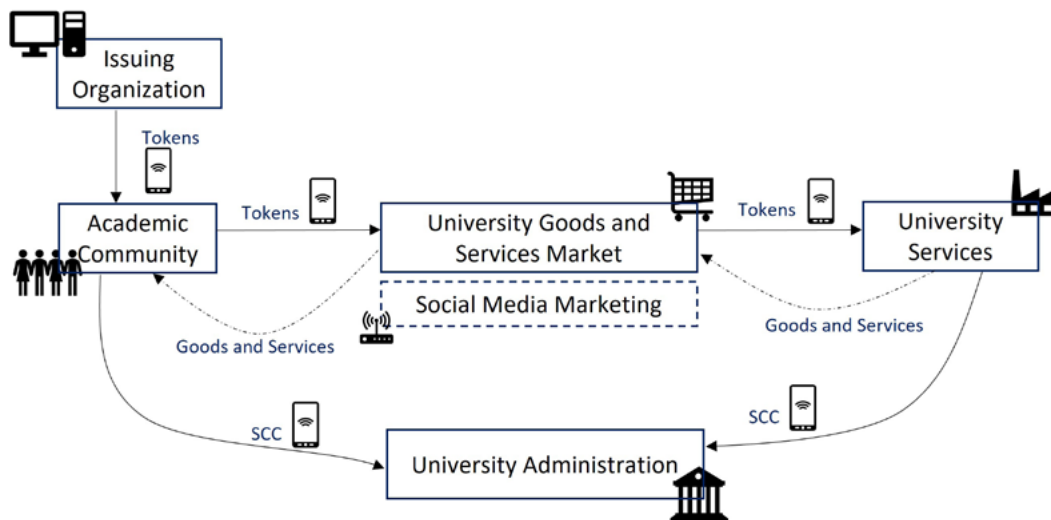 Issuing
Organization
Tokens
Academic
Community
Tokens
University Goods and
Services Market
Tokens
University
Services
Social Media Marketing
Goods and Services
Goods and Services
SCC
SCC
University Administration